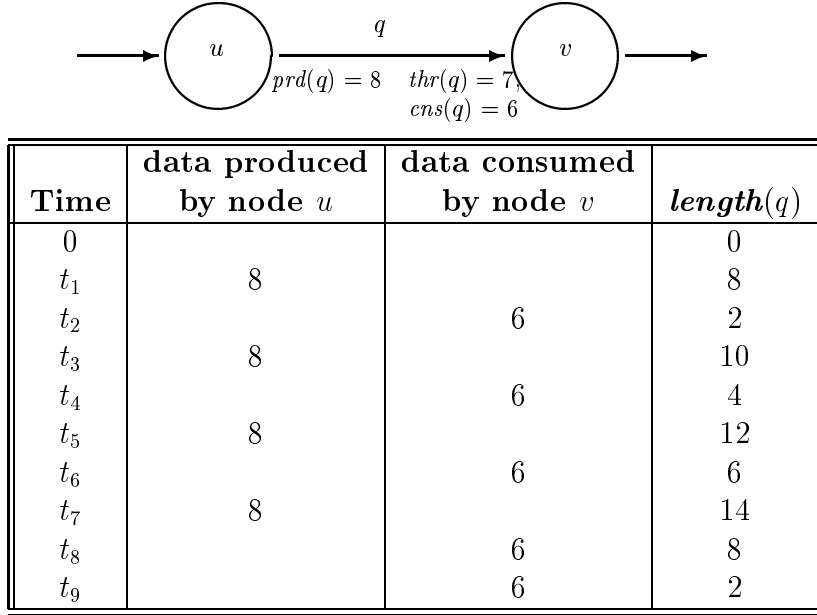 q
u
v
prd(q) = 8 thr(q) = 7,
cns(q) = 6
data produced data consumed
Time by node u by node v length(q)
0 0
t₁ 8 8
t₂ 6 2
t₃ 8 10
t₄ 6 4
t₅ 8 12
t₆ 6 6
t₇ 8 14
t₈ 6 8
t₉ 6 2